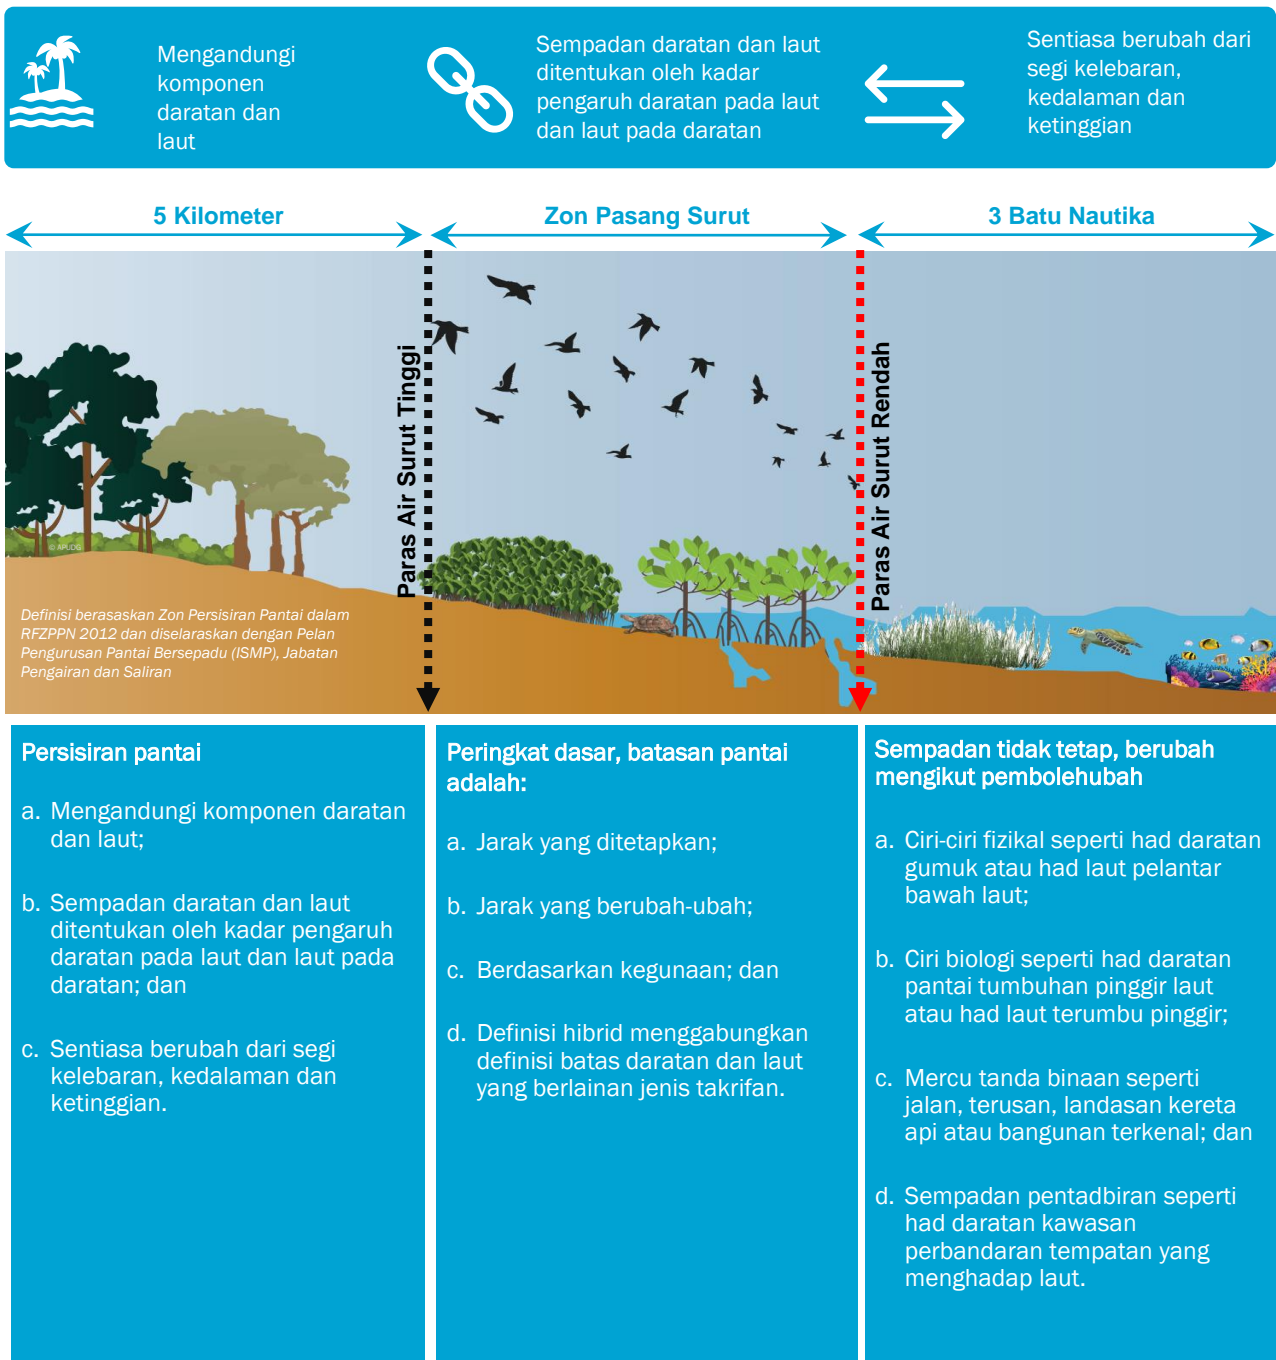 Mengandungi
komponen
daratan dan
laut
Sempadan daratan dan laut
ditentukan oleh kadar
pengaruh daratan pada laut
dan laut pada daratan
Sentiasa berubah dari
segi kelebaran,
kedalaman dan
ketinggian
5 Kilometer
Zon Pasang Surut
3 Batu Nautika
Paras Air Surut Tinggi
Paras Air Surut Rendah
© APUDG
Definisi berasaskan Zon Persisiran Pantai dalam
RFZPPN 2012 dan diselaraskan dengan Pelan
Pengurusan Pantai Bersepadu (ISMP), Jabatan
Pengairan dan Saliran
Persisiran pantai
a. Mengandungi komponen daratan
dan laut;
b. Sempadan daratan dan laut
ditentukan oleh kadar pengaruh
daratan pada laut dan laut pada
daratan; dan
c. Sentiasa berubah dari segi
kelebaran, kedalaman dan
ketinggian.
Peringkat dasar, batasan pantai
adalah:
a. Jarak yang ditetapkan;
b. Jarak yang berubah-ubah;
c. Berdasarkan kegunaan; dan
d. Definisi hibrid menggabungkan
definisi batas daratan dan laut
yang berlainan jenis takrifan.
Sempadan tidak tetap, berubah
mengikut pembolehubah
a. Ciri-ciri fizikal seperti had daratan
gumuk atau had laut pelantar
bawah laut;
b. Ciri biologi seperti had daratan
pantai tumbuhan pinggir laut
atau had laut terumbu pinggir;
c. Mercu tanda binaan seperti
jalan, terusan, landasan kereta
api atau bangunan terkenal; dan
d. Sempadan pentadbiran seperti
had daratan kawasan
perbandaran tempatan yang
menghadap laut.